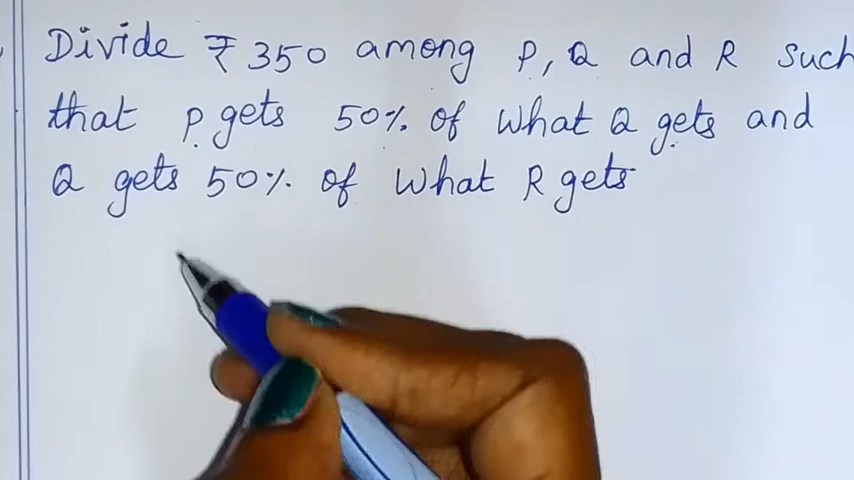 Divide ₹ 350 among P, Q and R such
that P gets 50% of what Q gets and
Q gets 50% of what R gets